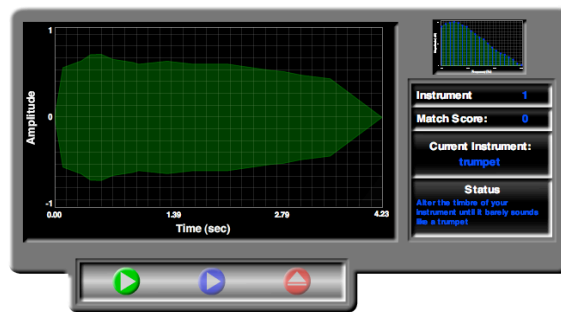 1
Amplitude
0
-1
0.00
1.39
2.79
4.23
Time (sec)
Instrument 1
Match Score: 0
Current Instrument:
trumpet
Status
Alter the timbre of your
instrument until it barely sounds
like a trumpet